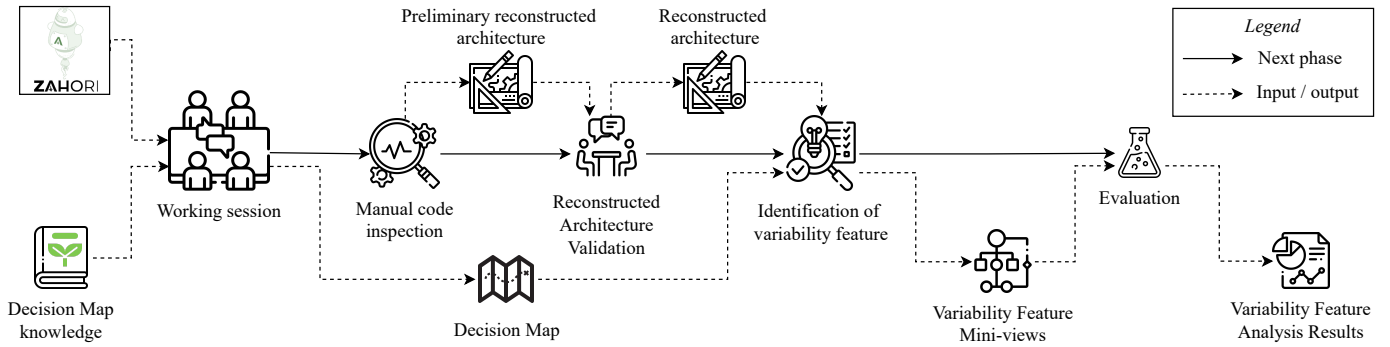 A
ZAHORI
Preliminary reconstructed
architecture
Reconstructed
architecture
Legend
Next phase
Input / output
Working session
Manual code
inspection
Reconstructed
Architecture
Validation
Identification of
variability feature
Evaluation
Decision Map
knowledge
Decision Map
Variability Feature
Mini-views
Variability Feature
Analysis Results